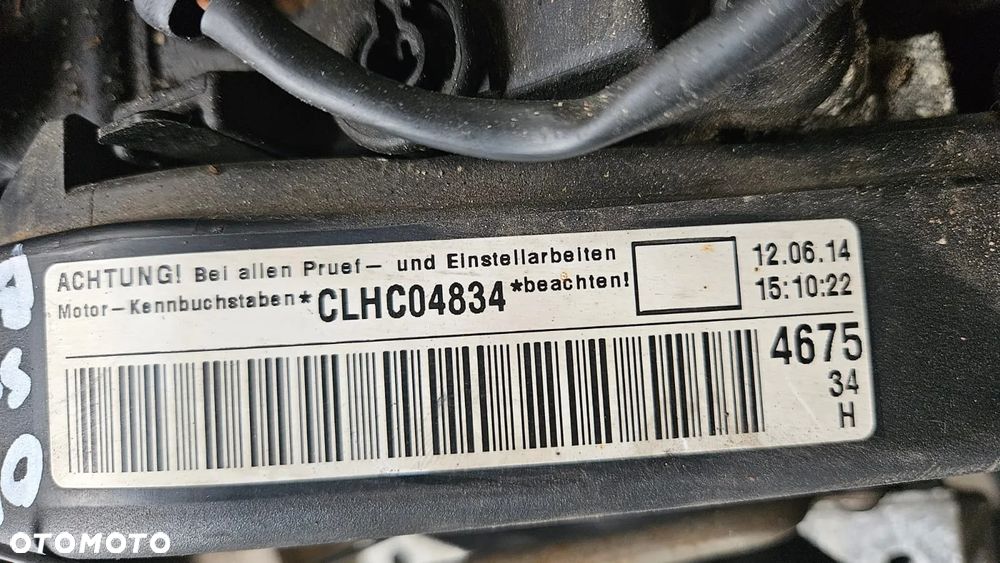 ACHTUNG! Bei allen Pruef- und Einstellarbeiten
Motor-Kennbuchstaben*CLHC04834*beachten!
12.06.14
15:10:22
4675
34
H
OTOMOTO